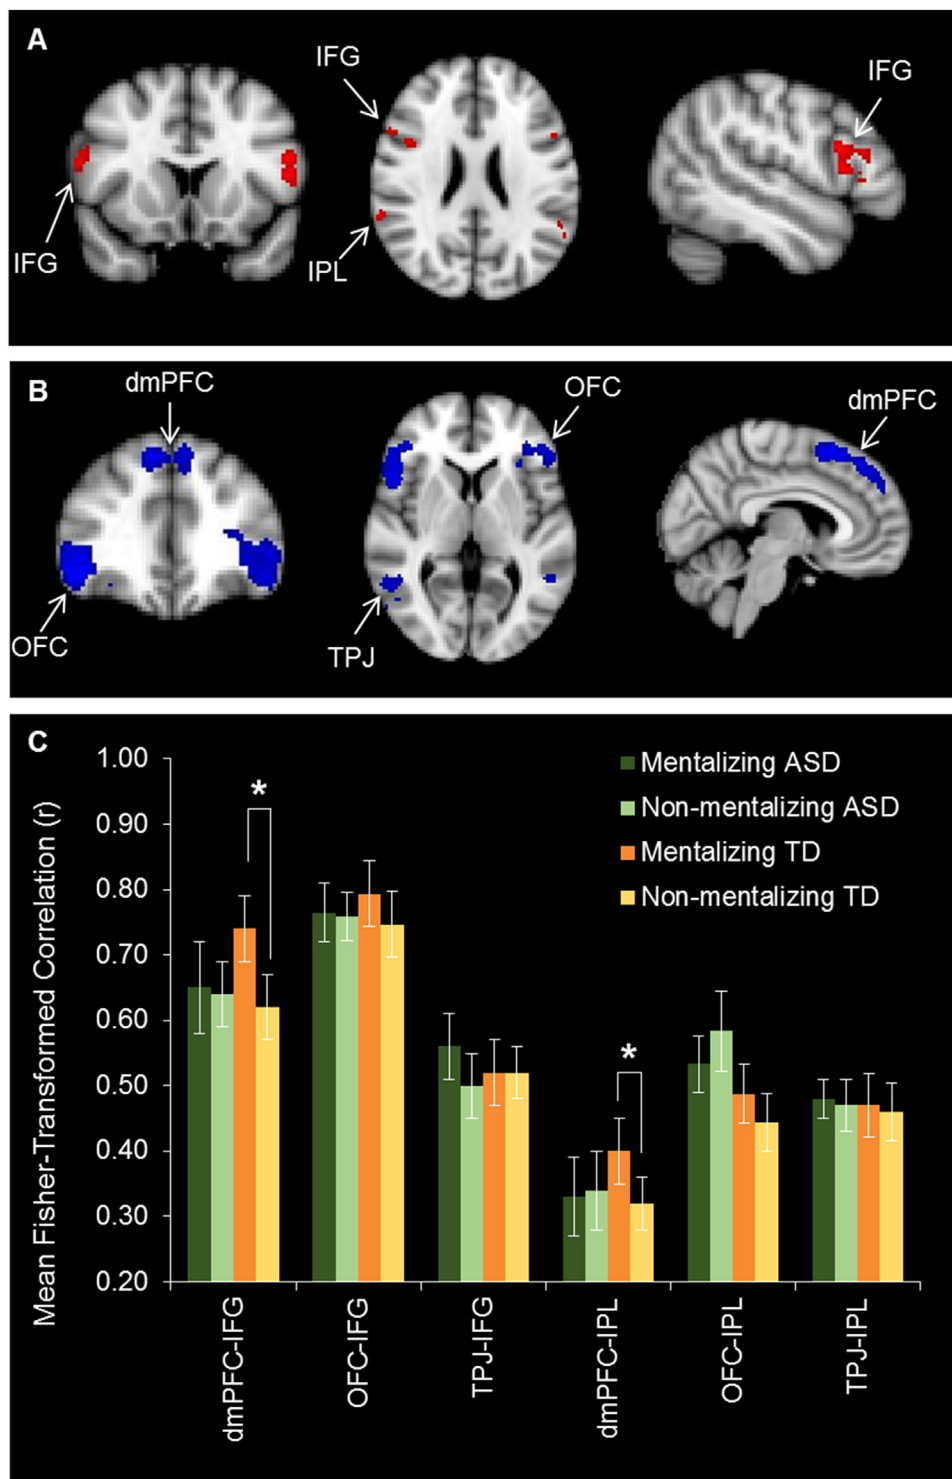 A
IFG
IFG
IFG
IPL
B
dmPFC
OFC
dmPFC
OFC
TPJ
C
Mean Fisher-Transformed Correlation (r)
1.00
0.90
0.80
0.70
0.60
0.50
0.40
0.30
0.20
Mentalizing ASD
Non-mentalizing ASD
Mentalizing TD
Non-mentalizing TD
*
*
dmPFC-IFG
OFC-IFG
TPJ-IFG
dmPFC-IPL
OFC-IPL
TPJ-IPL